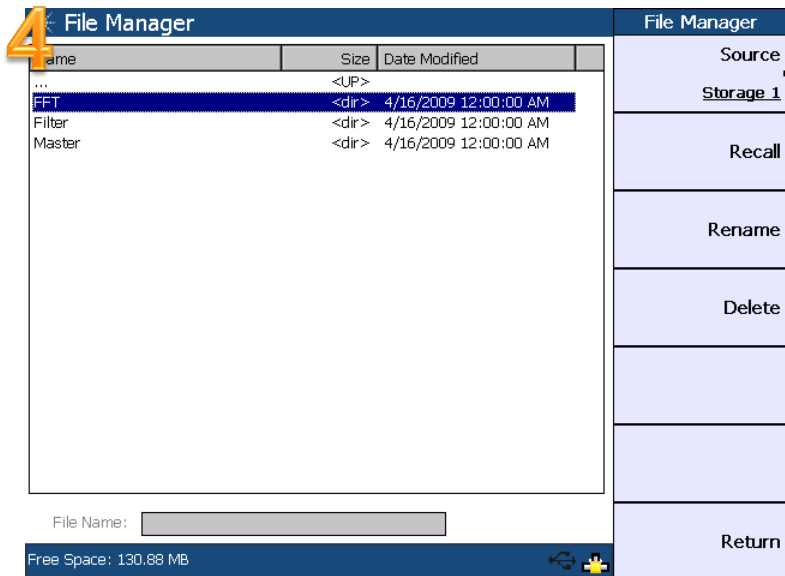 4
File Manager
File Manager
ame Size Date Modified
... <UP>
FFT <dir> 4/16/2009 12:00:00 AM
Filter <dir> 4/16/2009 12:00:00 AM
Master <dir> 4/16/2009 12:00:00 AM
Source
Storage 1
Recall
Rename
Delete
Return
File Name:
Free Space: 130.88 MB